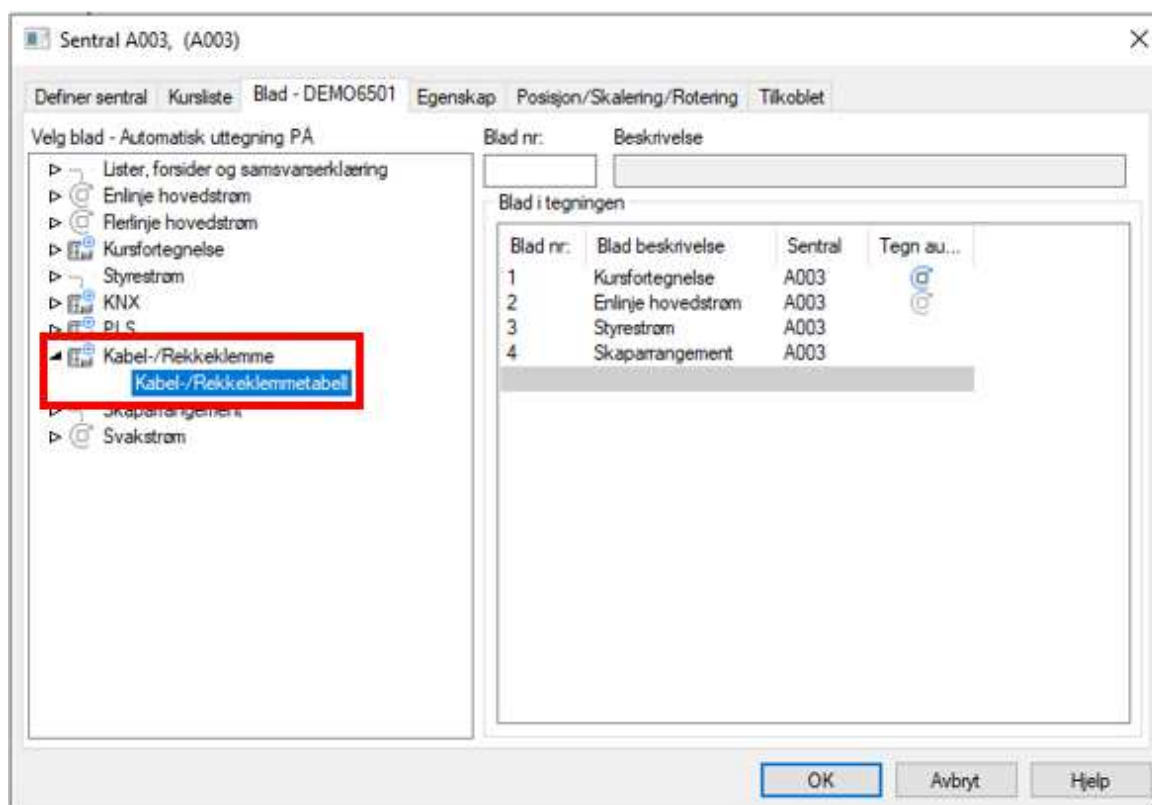 Sentral A003, (A003)
Definer sentral Kursliste Blad - DEMO6501 Egenskap Posisjon/Skalering/Rotering Tilkoblet
Velg blad - Automatisk uttegning PÅ
Lister, forsider og samsvarserklæring
Enlinje hovedstrøm
Flerlinje hovedstrøm
Kursfortegnelse
Styrestrøm
KNX
PLS
Kabel-/Rekkeklemme
Kabel-/Rekkeklemmetabell
Skaparrangement
Svakstrøm
Blad nr: Beskrivelse
Blad i tegningen
Blad nr: Blad beskrivelse Sentral Tegn au...
1 Kursfortegnelse A003
2 Enlinje hovedstrøm A003
3 Styrestrøm A003
4 Skaparrangement A003
OK Avbryt Hjelp